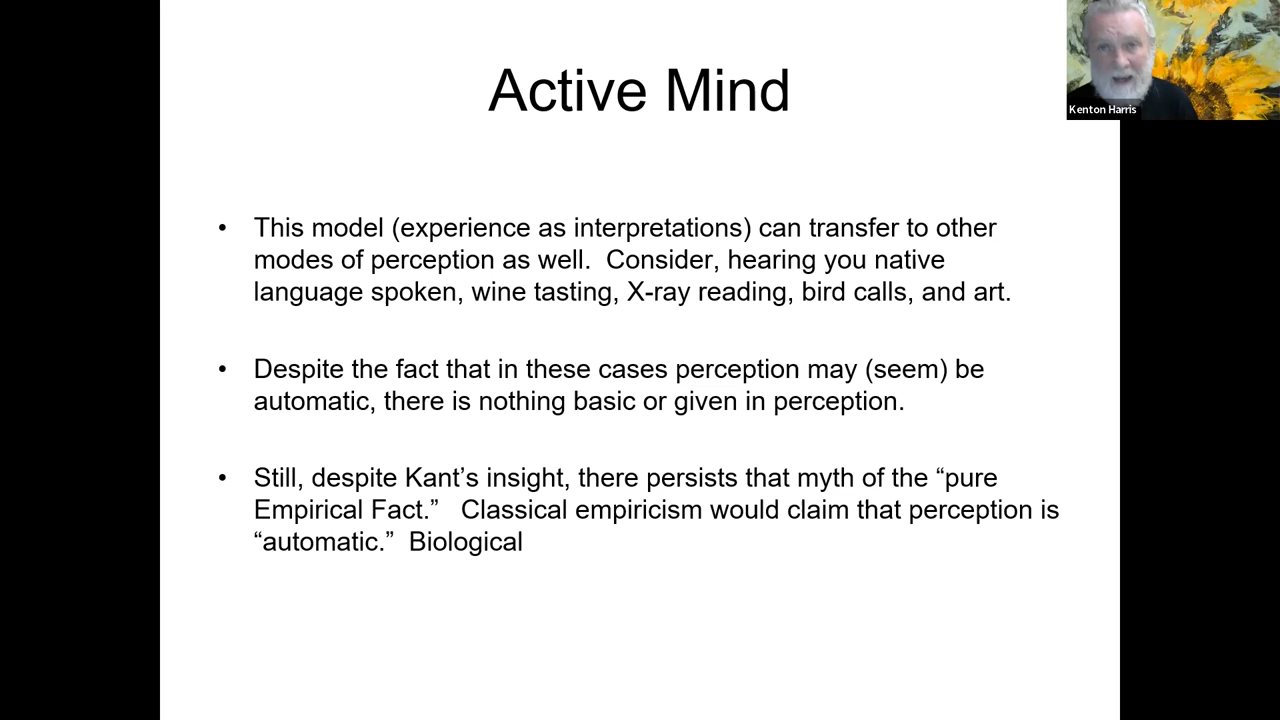 Active Mind
Kenton Harris
• This model (experience as interpretations) can transfer to other
modes of perception as well.  Consider, hearing you native
language spoken, wine tasting, X-ray reading, bird calls, and art.
• Despite the fact that in these cases perception may (seem) be
automatic, there is nothing basic or given in perception.
• Still, despite Kant’s insight, there persists that myth of the “pure
Empirical Fact.”   Classical empiricism would claim that perception is
“automatic.”  Biological